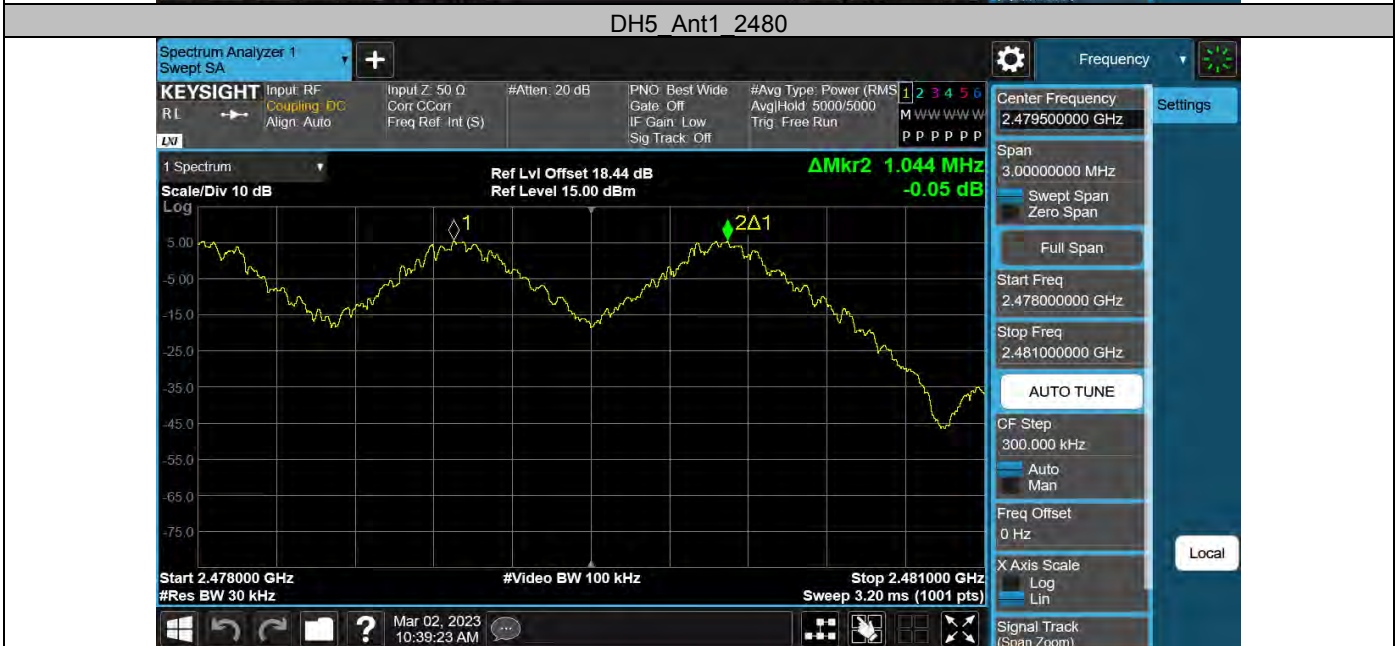 DH5_Ant1_2480
Spectrum Analyzer 1
Swept SA
+
Frequency
KEYSIGHT
RL
LXI
Input: RF
Coupling: DC
Align: Auto
Input Z: 50 Ω
Corr CCorr
Freq Ref: Int (S)
#Atten: 20 dB
PNO: Best Wide
Gate: Off
IF Gain: Low
Sig Track: Off
#Avg Type: Power (RMS
Avg|Hold: 5000/5000
Trig: Free Run
1 2 3 4 5 6
M W W W W W
P P P P P P
Center Frequency
2.479500000 GHz
Settings
1 Spectrum
Scale/Div 10 dB
Log
Ref Lvl Offset 18.44 dB
Ref Level 15.00 dBm
ΔMkr2 1.044 MHz
-0.05 dB
1
2Δ1
5.00
-5.00
-15.0
-25.0
-35.0
-45.0
-55.0
-65.0
-75.0
Start 2.478000 GHz
#Res BW 30 kHz
#Video BW 100 kHz
Stop 2.481000 GHz
Sweep 3.20 ms (1001 pts)
Span
3.00000000 MHz
Swept Span
Zero Span
Full Span
Start Freq
2.478000000 GHz
Stop Freq
2.481000000 GHz
AUTO TUNE
CF Step
300.000 kHz
Auto
Man
Freq Offset
0 Hz
X Axis Scale
Log
Lin
Local
Signal Track
(Span Zoom)
?
Mar 02, 2023
10:39:23 AM